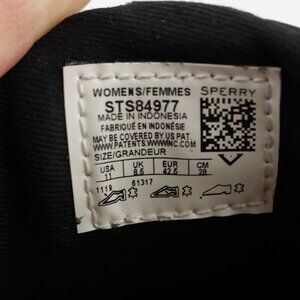 WOMENS/FEMMES SPERRY
STS84977
MADE IN INDONESIA
FABRIQUÉ EN INDONÉSIE
MAY BE COVERED BY US PAT.
WWW.PATENTS.WWWINC.COM
SIZE/GRANDEUR
USA UK EUR CM
11 8.5 42.5 28
1119 61317